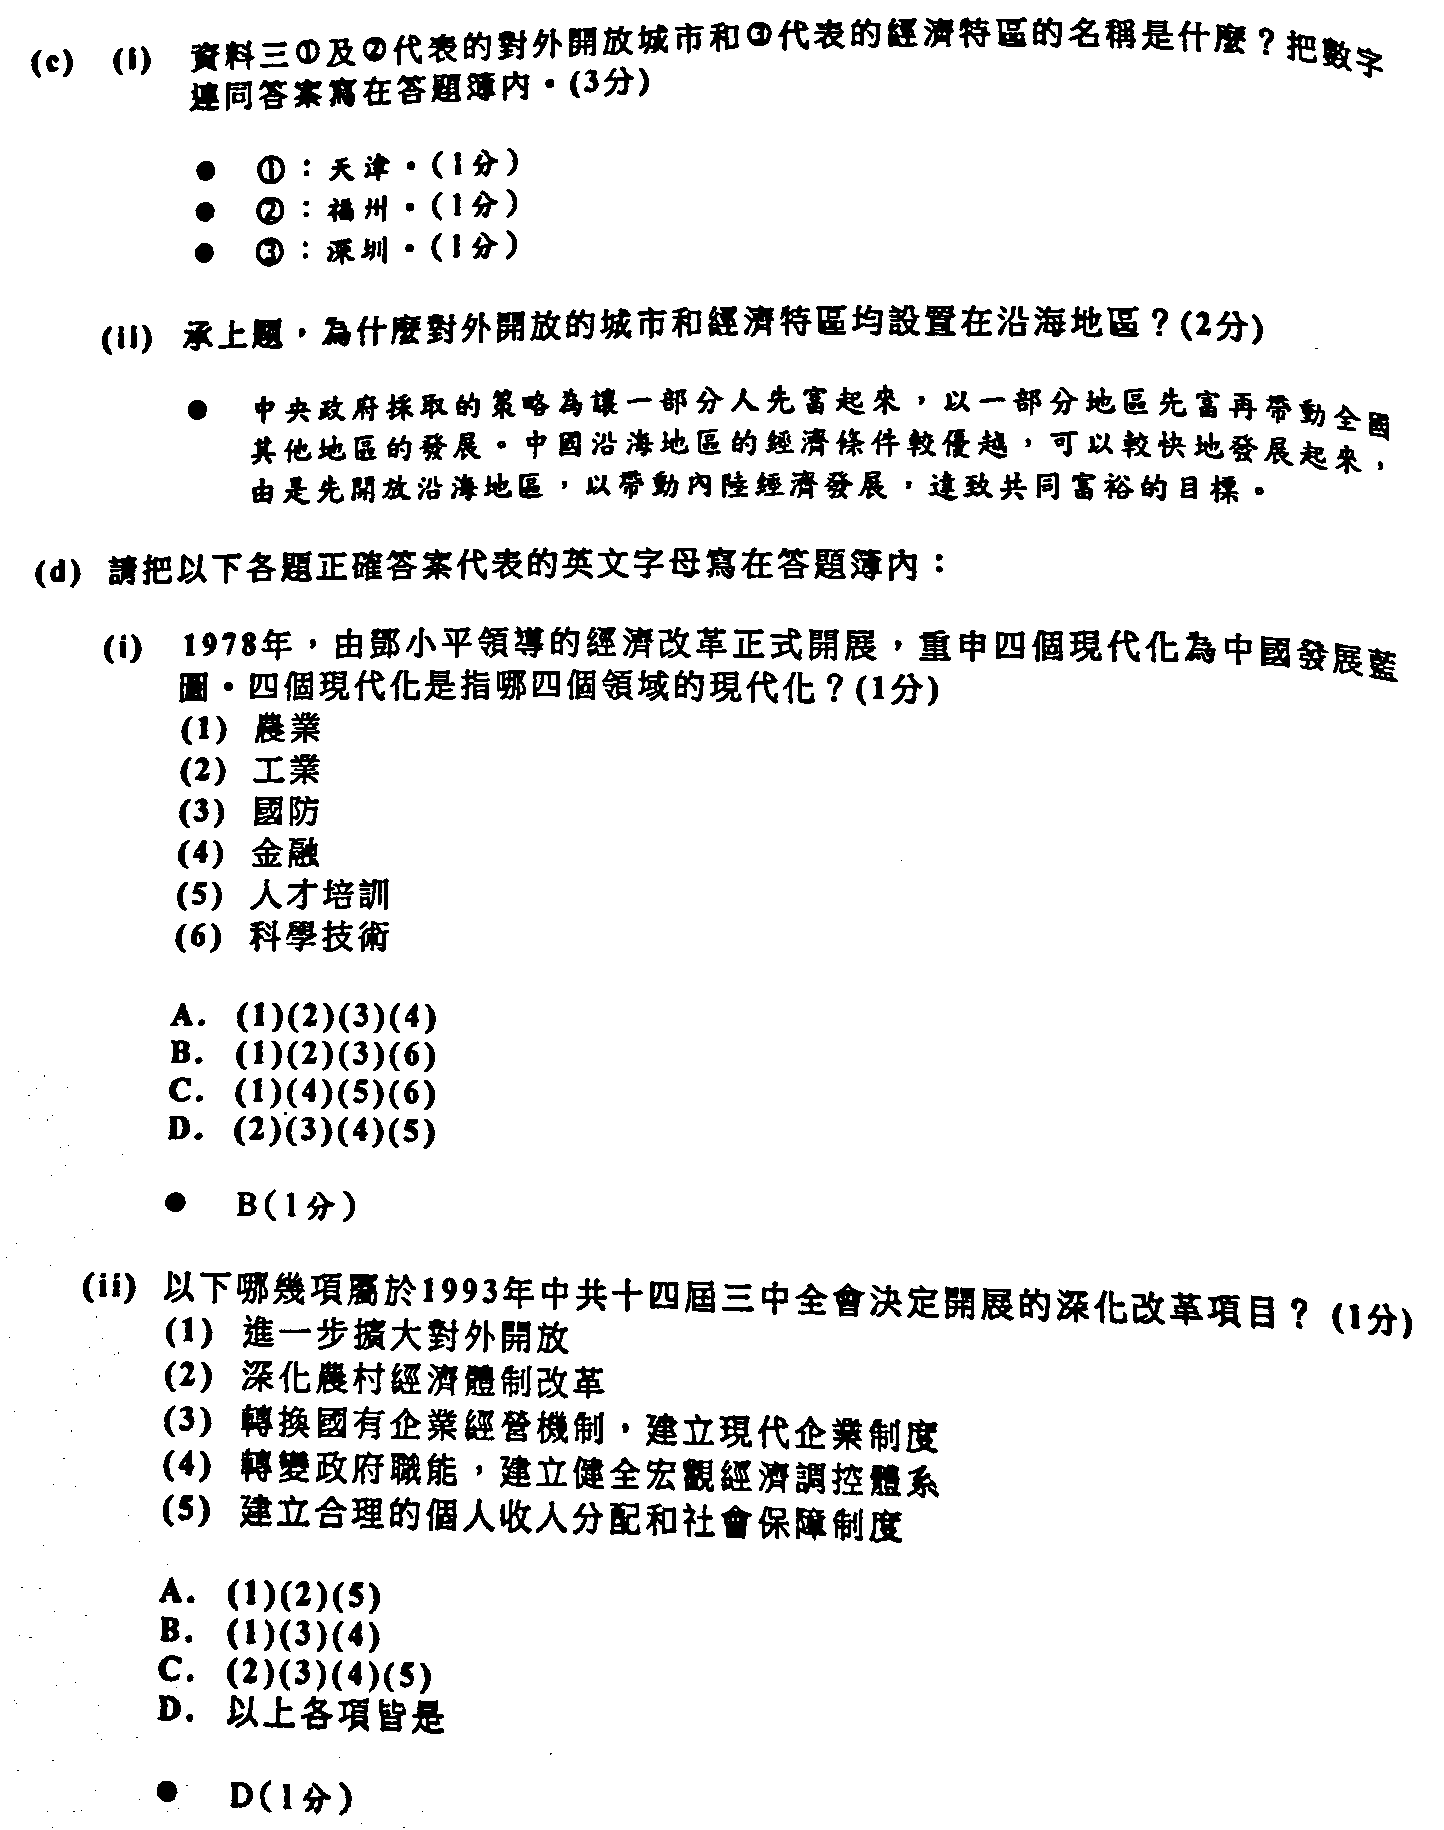 (c) (i) 資料三①及②代表的對外開放城市和③代表的經濟特區的名稱是什麼？把數字
連同答案寫在答題簿內。(3分)
● ①：天津。(1分)
● ②：福州。(1分)
● ③：深圳。(1分)
(ii) 承上題，為什麼對外開放的城市和經濟特區均設置在沿海地區？(2分)
● 中央政府採取的策略為讓一部分人先富起來，以一部分地區先富再帶動全國
其他地區的發展。中國沿海地區的經濟條件較優越，可以較快地發展起來，
由是先開放沿海地區，以帶動內陸經濟發展，達致共同富裕的目標。
(d) 請把以下各題正確答案代表的英文字母寫在答題簿內：
(i) 1978年，由鄧小平領導的經濟改革正式開展，重申四個現代化為中國發展藍
圖。四個現代化是指哪四個領域的現代化？(1分)
(1) 農業
(2) 工業
(3) 國防
(4) 金融
(5) 人才培訓
(6) 科學技術
A. (1)(2)(3)(4)
B. (1)(2)(3)(6)
C. (1)(4)(5)(6)
D. (2)(3)(4)(5)
● B(1分)
(ii) 以下哪幾項屬於1993年中共十四屆三中全會決定開展的深化改革項目？ (1分)
(1) 進一步擴大對外開放
(2) 深化農村經濟體制改革
(3) 轉換國有企業經營機制，建立現代企業制度
(4) 轉變政府職能，建立健全宏觀經濟調控體系
(5) 建立合理的個人收入分配和社會保障制度
A. (1)(2)(5)
B. (1)(3)(4)
C. (2)(3)(4)(5)
D. 以上各項皆是
● D(1分)